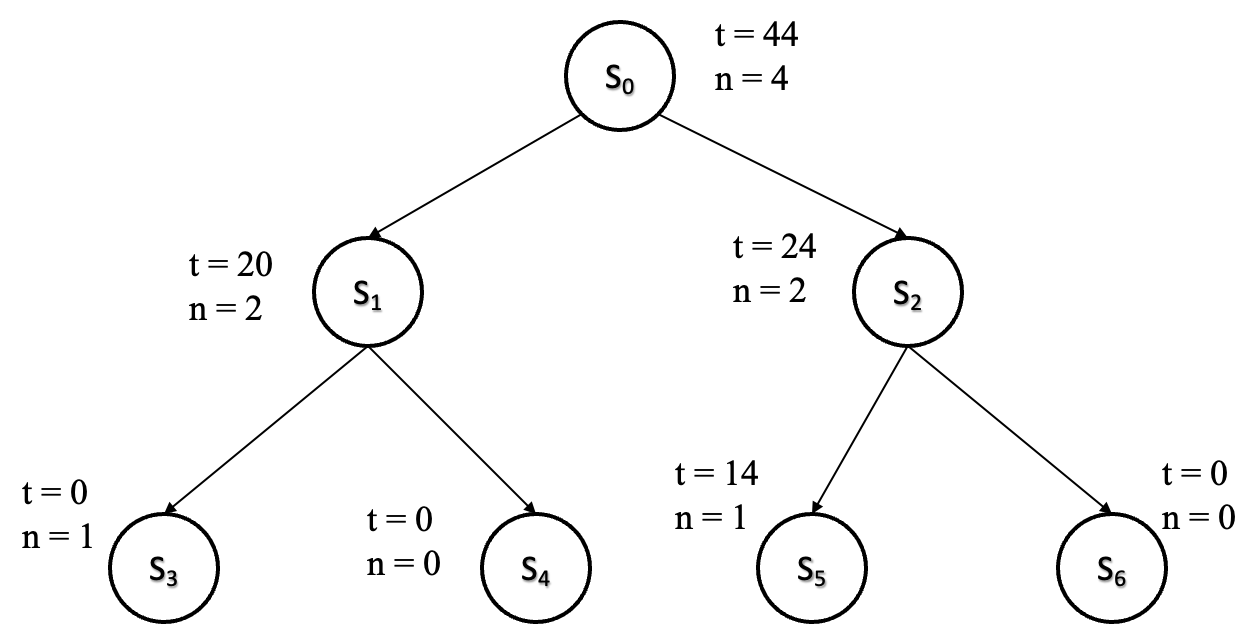 t = 44
n = 4
S₀
t = 20
n = 2
S₁
t = 24
n = 2
S₂
t = 0
n = 1
S₃
t = 0
n = 0
S₄
t = 14
n = 1
S₅
t = 0
n = 0
S₆